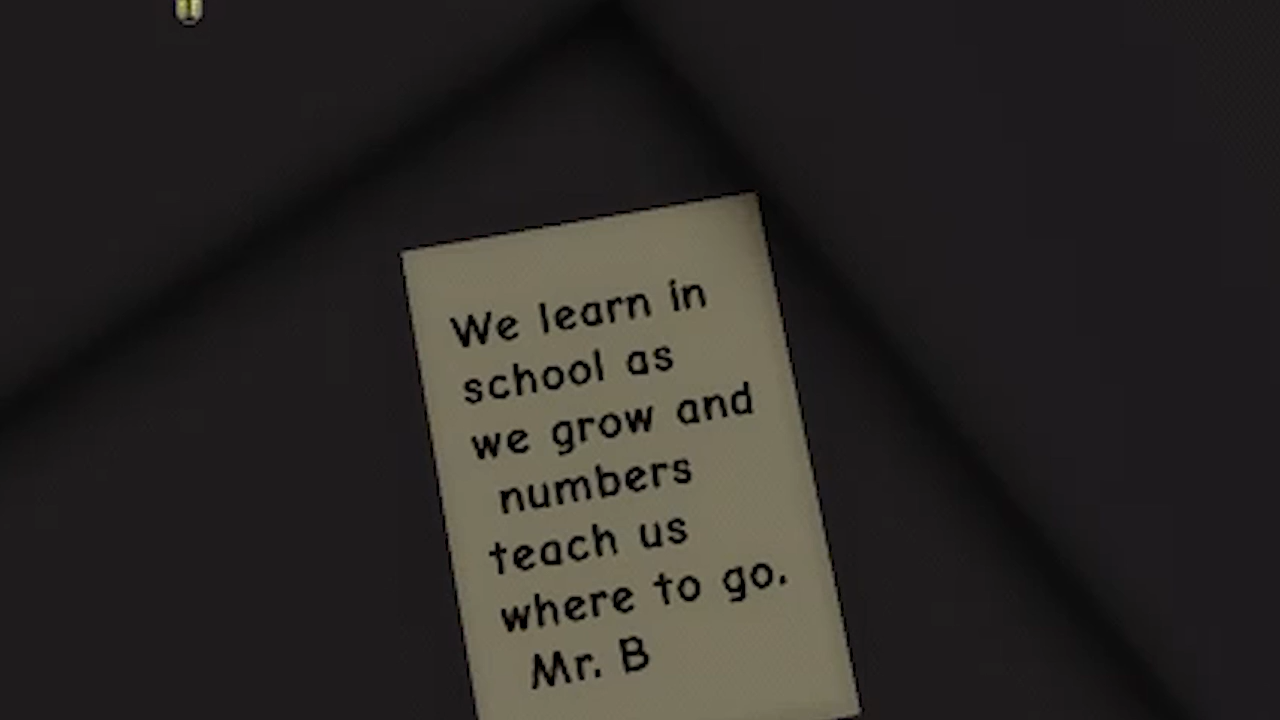 We learn in
school as
we grow and
numbers
teach us
where to go.
Mr. B